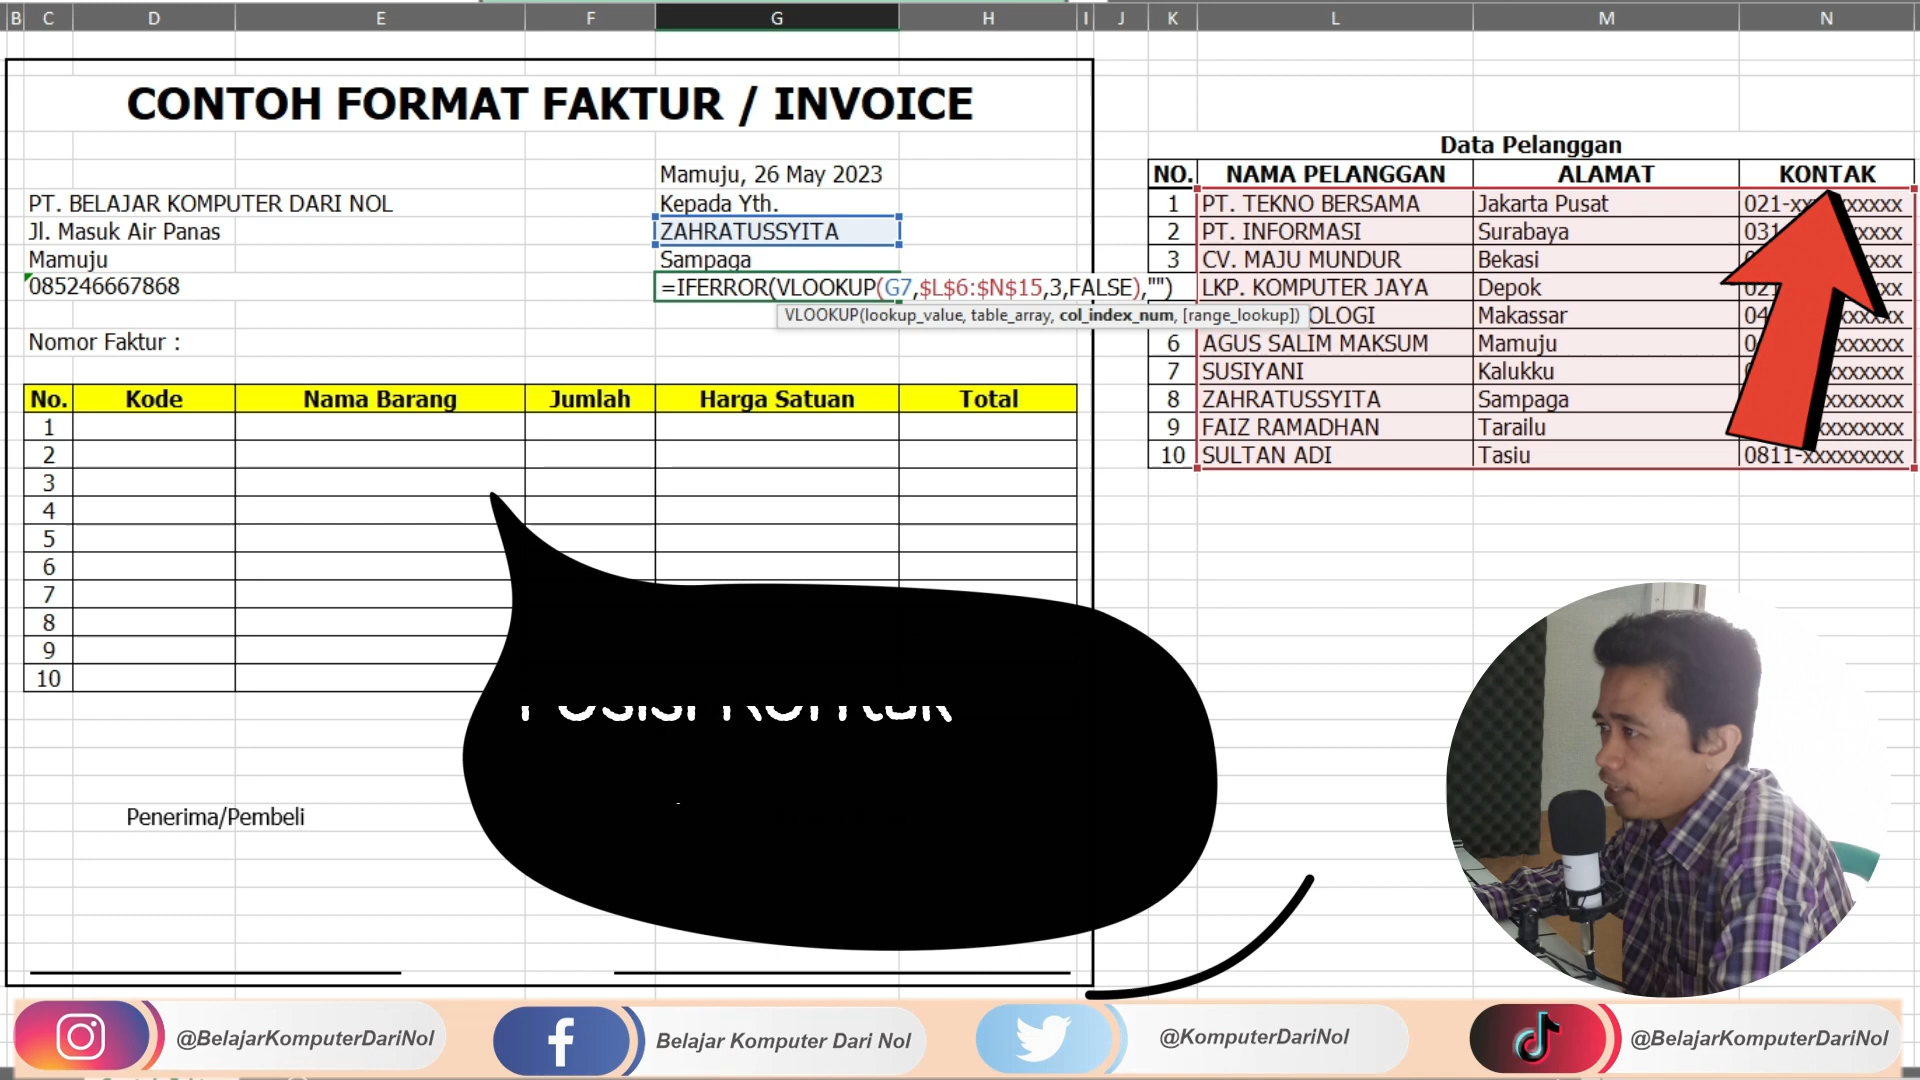 B C D E F G H I J K L M N
CONTOH FORMAT FAKTUR / INVOICE
Mamuju, 26 May 2023
PT. BELAJAR KOMPUTER DARI NOL
Kepada Yth.
Jl. Masuk Air Panas
ZAHRATUSSYITA
Mamuju
Sampaga
085246667868
=IFERROR(VLOOKUP(G7,$L$6:$N$15,3,FALSE),"")
VLOOKUP(lookup_value, table_array, col_index_num, [range_lookup])
Nomor Faktur :
No. Kode Nama Barang Jumlah Harga Satuan Total
1
2
3
4
5
6
7
8
9
10
Penerima/Pembeli
Data Pelanggan
NO. NAMA PELANGGAN ALAMAT KONTAK
1 PT. TEKNO BERSAMA Jakarta Pusat
2 PT. INFORMASI Surabaya
3 CV. MAJU MUNDUR Bekasi
LKP. KOMPUTER JAYA Depok
Makassar
6 AGUS SALIM MAKSUM Mamuju
7 SUSIYANI Kalukku
8 ZAHRATUSSYITA Sampaga
9 FAIZ RAMADHAN Tarailu
10 SULTAN ADI Tasiu 0811-xxxxxxxxx
@BelajarKomputerDariNol
Belajar Komputer Dari Nol
@KomputerDariNol
@BelajarKomputerDariNol